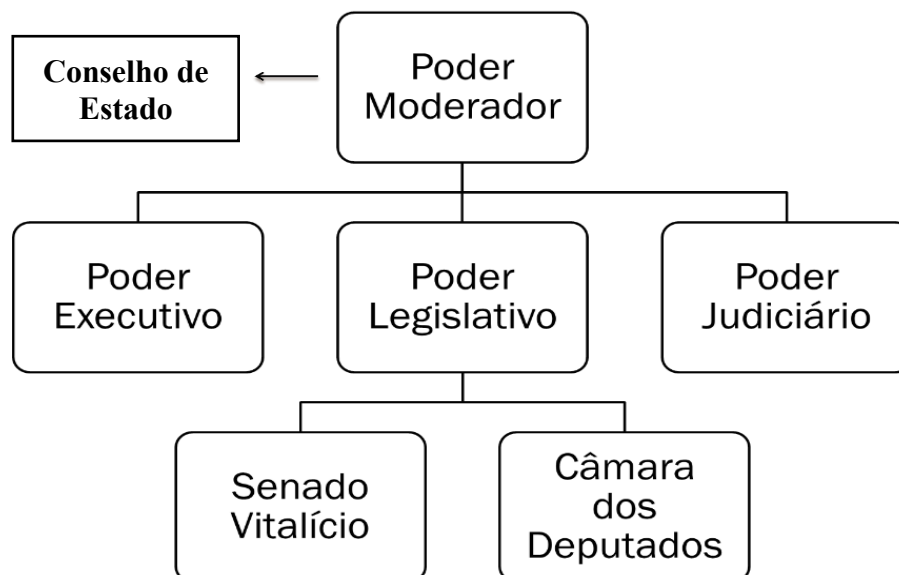 Conselho de
Estado
Poder
Moderador
Poder
Executivo
Poder
Legislativo
Poder
Judiciário
Senado
Vitalício
Câmara
dos
Deputados